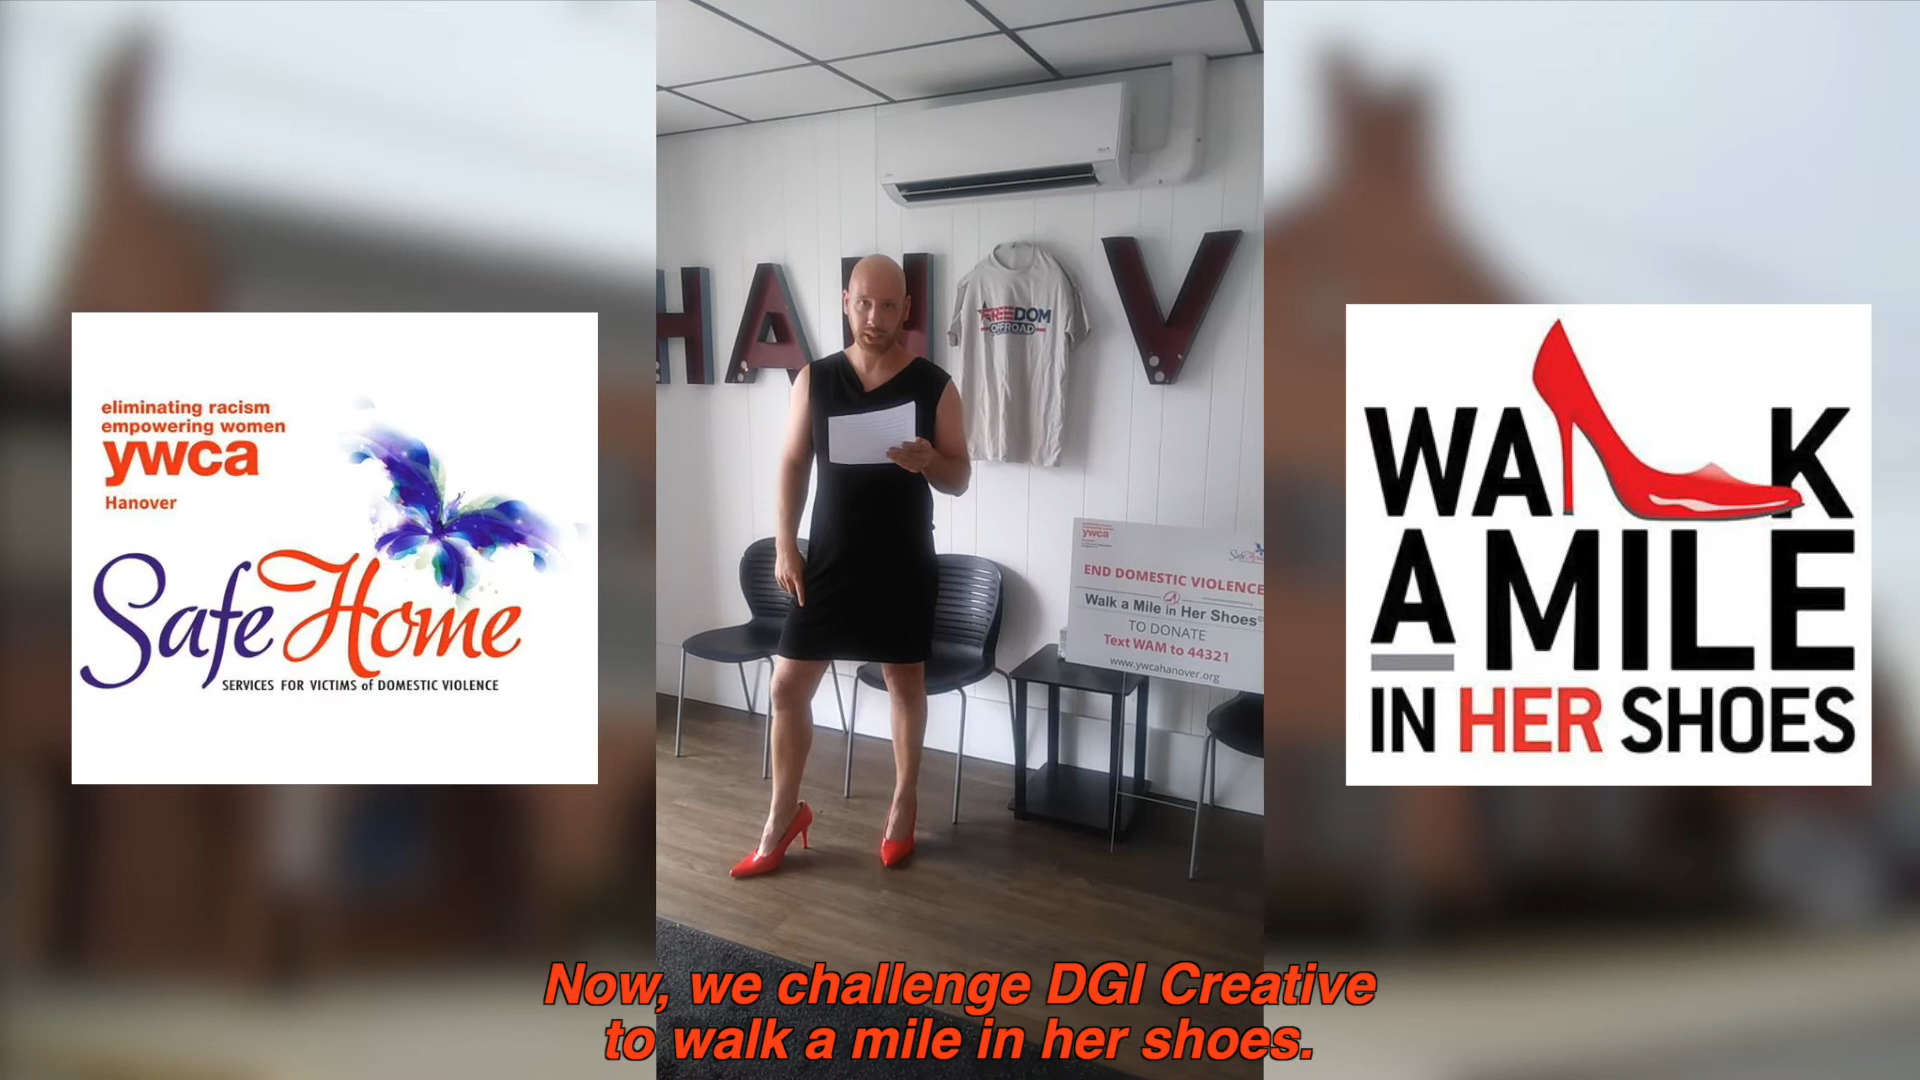 eliminating racism
empowering women
ywca
Hanover
Safe Home
SERVICES FOR VICTIMS of DOMESTIC VIOLENCE
HAN V
FREEDOM
OFFROAD
ywca
END DOMESTIC VIOLENCE
Walk a Mile in Her Shoes®
TO DONATE
Text WAM to 44321
www.ywcahanover.org
WALK
A MILE
IN HER SHOES
Now, we challenge DGI Creative
to walk a mile in her shoes.